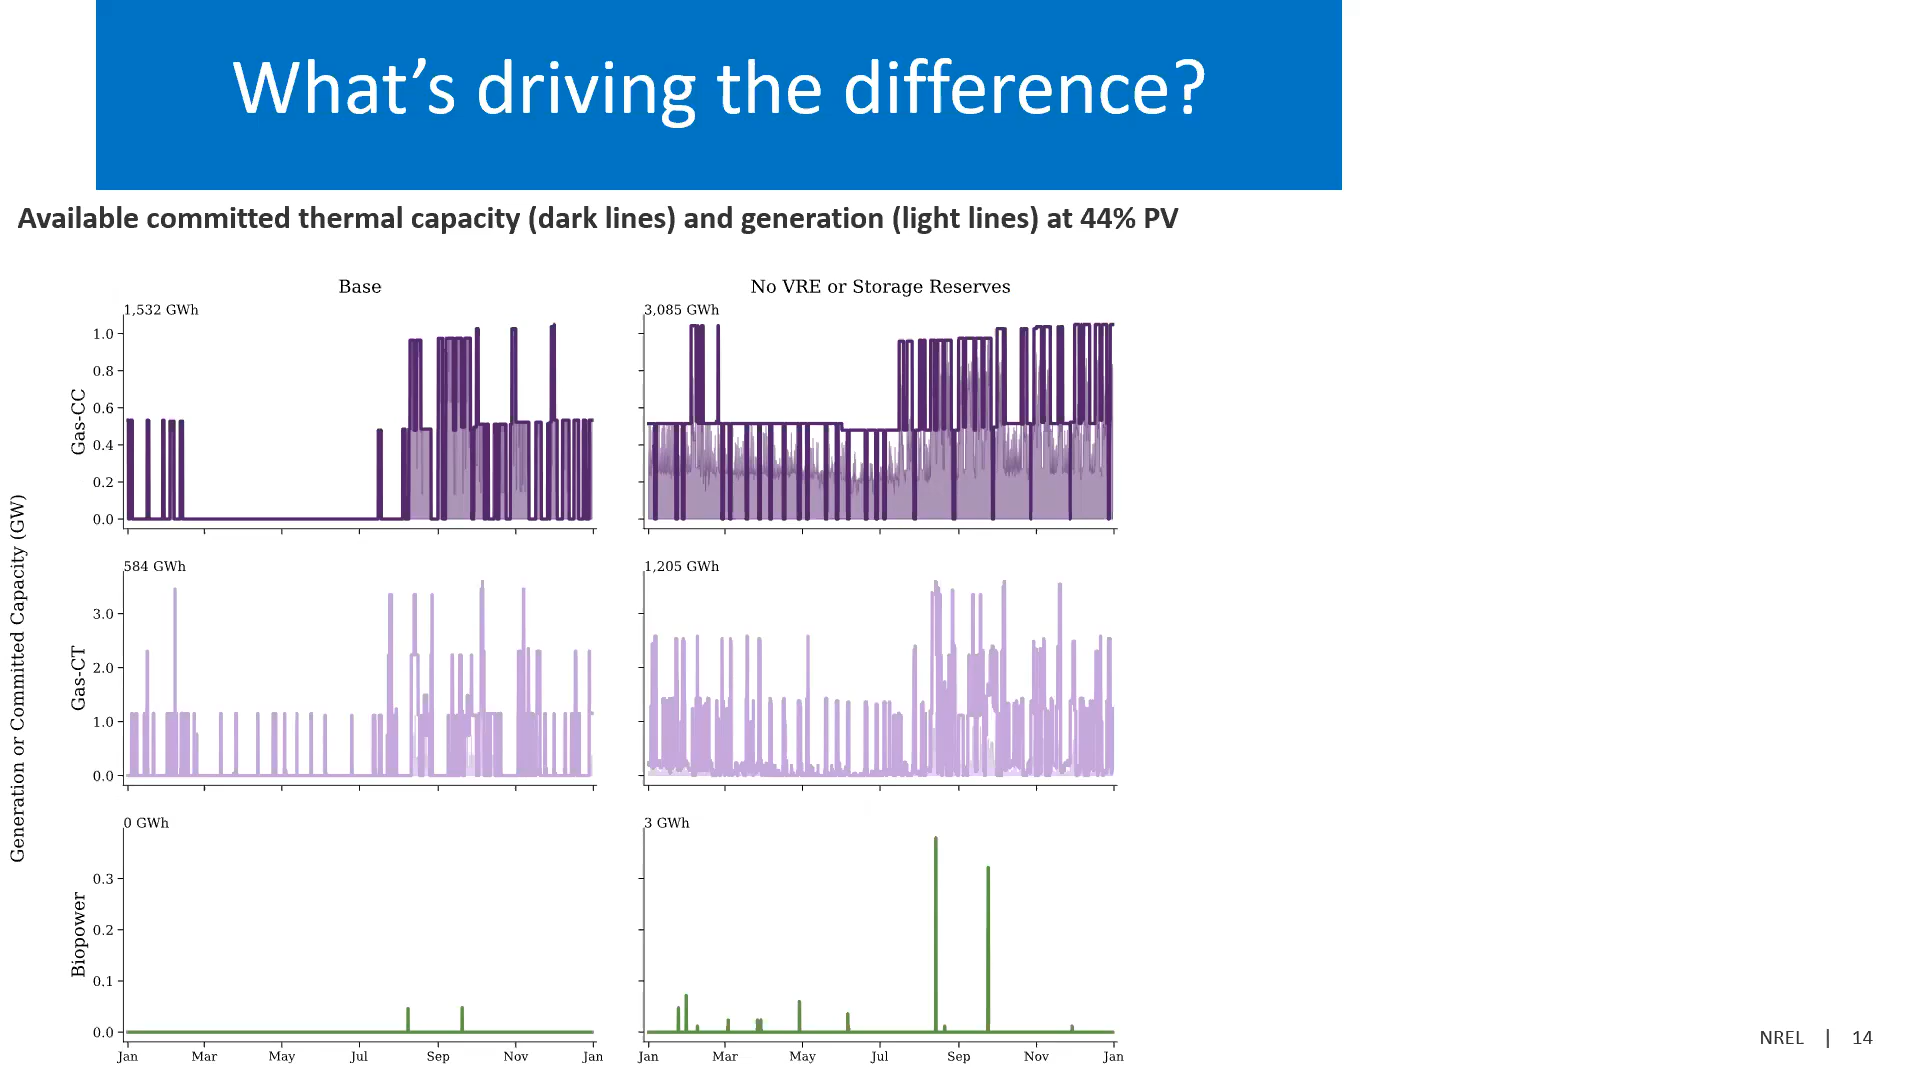 What's driving the difference?
Available committed thermal capacity (dark lines) and generation (light lines) at 44% PV
Base
No VRE or Storage Reserves
Generation or Committed Capacity (GW)
Gas-CC
1,532 GWh
1.0
0.8
0.6
0.4
0.2
0.0
3,085 GWh
Gas-CT
584 GWh
3.0
2.0
1.0
0.0
1,205 GWh
Biopower
0 GWh
0.3
0.2
0.1
0.0
3 GWh
Jan Mar May Jul Sep Nov Jan
Jan Mar May Jul Sep Nov Jan
NREL | 14